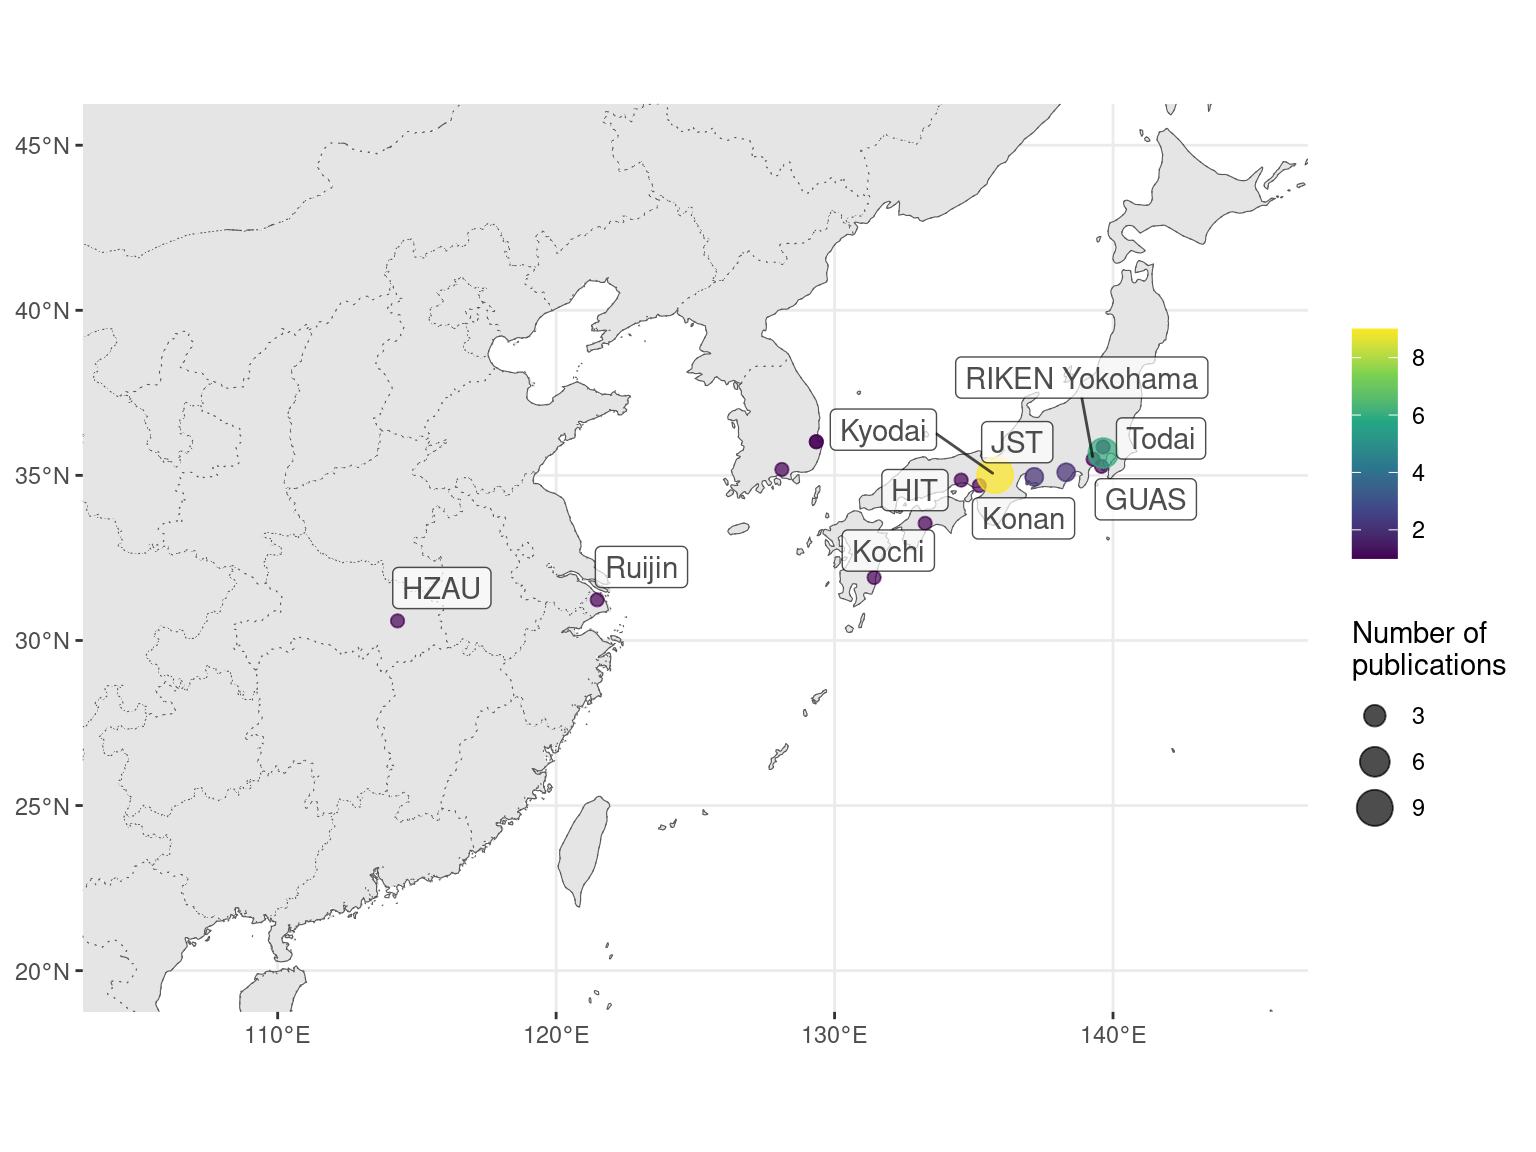 45°N
40°N
35°N
30°N
25°N
20°N
110°E
120°E
130°E
140°E
RIKEN Yokohama
Kyodai
JST
Todai
HIT
GUAS
Konan
Kochi
Ruijin
HZAU
8
6
4
2
Number of
publications
3
6
9